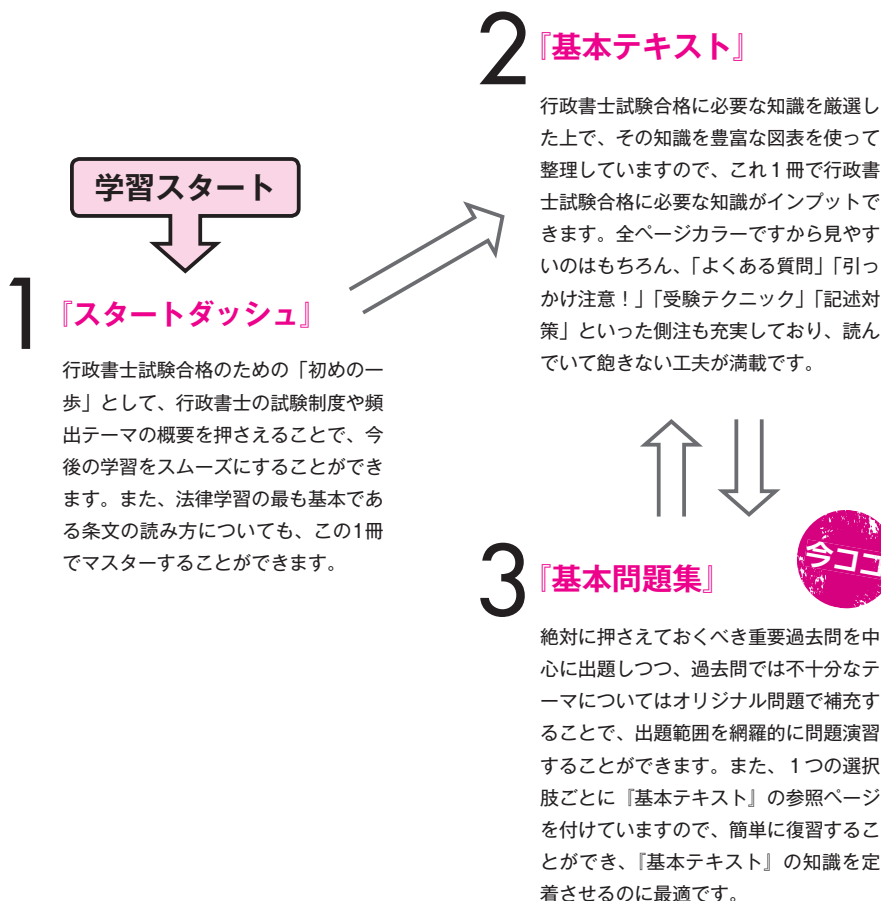 学習スタート
1
『スタートダッシュ』
行政書士試験合格のための「初めの一
歩」として、行政書士の試験制度や頻
出テーマの概要を押さえることで、今
後の学習をスムーズにすることができ
ます。また、法律学習の最も基本であ
る条文の読み方についても、この1冊
でマスターすることができます。
2
『基本テキスト』
行政書士試験合格に必要な知識を厳選し
た上で、その知識を豊富な図表を使って
整理していますので、これ１冊で行政書
士試験合格に必要な知識がインプットで
きます。全ページカラーですから見やす
いのはもちろん、「よくある質問」「引っ
かけ注意！」「受験テクニック」「記述対
策」といった側注も充実しており、読ん
でいて飽きない工夫が満載です。
3
『基本問題集』
今ココ
絶対に押さえておくべき重要過去問を中
心に出題しつつ、過去問では不十分なテ
ーマについてはオリジナル問題で補充す
ることで、出題範囲を網羅的に問題演習
することができます。また、１つの選択
肢ごとに『基本テキスト』の参照ページ
を付けていますので、簡単に復習するこ
とができ、『基本テキスト』の知識を定
着させるのに最適です。